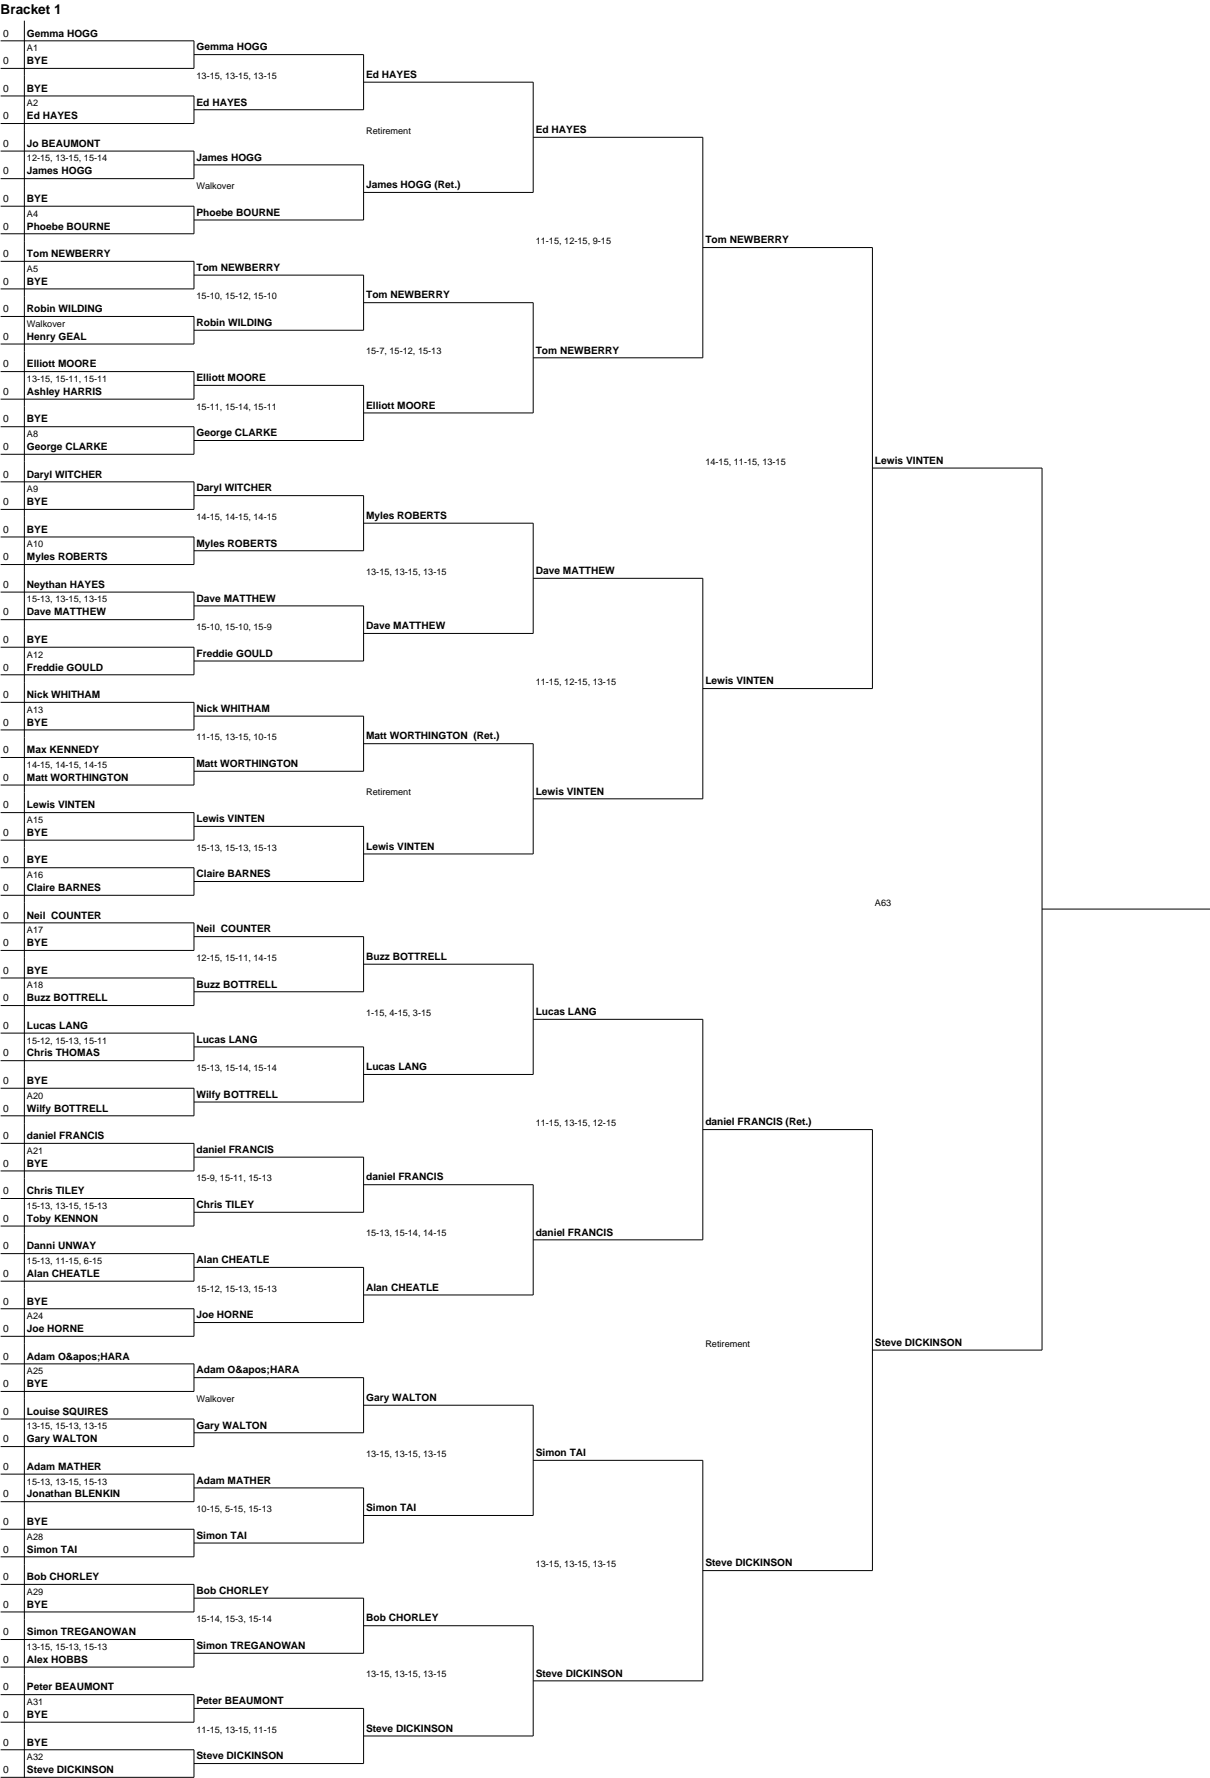 Bracket 1
0 Gemma HOGG
A1 Gemma HOGG
0 BYE
13-15, 13-15, 13-15 Ed HAYES
0 BYE
A2 Ed HAYES
0 Ed HAYES
Retirement Ed HAYES
0 Jo BEAUMONT
12-15, 13-15, 15-14 James HOGG
0 James HOGG
Walkover James HOGG (Ret.)
0 BYE
A4 Phoebe BOURNE
0 Phoebe BOURNE
11-15, 12-15, 9-15 Tom NEWBERRY
0 Tom NEWBERRY
A5 Tom NEWBERRY
0 BYE
15-10, 15-12, 15-10 Tom NEWBERRY
0 Robin WILDING
Walkover Robin WILDING
0 Henry GEAL
15-7, 15-12, 15-13 Tom NEWBERRY
0 Elliott MOORE
13-15, 15-11, 15-11 Elliott MOORE
0 Ashley HARRIS
15-11, 15-14, 15-11 Elliott MOORE
0 BYE
A8 George CLARKE
0 George CLARKE
14-15, 11-15, 13-15 Lewis VINTEN
0 Daryl WITCHER
A9 Daryl WITCHER
0 BYE
14-15, 14-15, 14-15 Myles ROBERTS
0 BYE
A10 Myles ROBERTS
0 Myles ROBERTS
13-15, 13-15, 13-15 Dave MATTHEW
0 Neythan HAYES
15-13, 13-15, 13-15 Dave MATTHEW
0 Dave MATTHEW
15-10, 15-10, 15-9 Dave MATTHEW
0 BYE
A12 Freddie GOULD
0 Freddie GOULD
11-15, 12-15, 13-15 Lewis VINTEN
0 Nick WHITHAM
A13 Nick WHITHAM
0 BYE
11-15, 13-15, 10-15 Matt WORTHINGTON (Ret.)
0 Max KENNEDY
14-15, 14-15, 14-15 Matt WORTHINGTON
0 Matt WORTHINGTON
Retirement Lewis VINTEN
0 Lewis VINTEN
A15 Lewis VINTEN
0 BYE
15-13, 15-13, 15-13 Lewis VINTEN
0 BYE
A16 Claire BARNES
0 Claire BARNES
A63
0 Neil COUNTER
A17 Neil COUNTER
0 BYE
12-15, 15-11, 14-15 Buzz BOTTRELL
0 BYE
A18 Buzz BOTTRELL
0 Buzz BOTTRELL
1-15, 4-15, 3-15 Lucas LANG
0 Lucas LANG
15-12, 15-13, 15-11 Lucas LANG
0 Chris THOMAS
15-13, 15-14, 15-14 Lucas LANG
0 BYE
A20 Wilfy BOTTRELL
0 Wilfy BOTTRELL
11-15, 13-15, 12-15 daniel FRANCIS (Ret.)
0 daniel FRANCIS
A21 daniel FRANCIS
0 BYE
15-9, 15-11, 15-13 daniel FRANCIS
0 Chris TILEY
15-13, 13-15, 15-13 Chris TILEY
0 Toby KENNON
15-13, 15-14, 14-15 daniel FRANCIS
0 Danni UNWAY
15-13, 11-15, 6-15 Alan CHEATLE
0 Alan CHEATLE
15-12, 15-13, 15-13 Alan CHEATLE
0 BYE
A24 Joe HORNE
0 Joe HORNE
Retirement Steve DICKINSON
0 Adam O&apos;HARA
A25 Adam O&apos;HARA
0 BYE
Walkover Gary WALTON
0 Louise SQUIRES
13-15, 15-13, 13-15 Gary WALTON
0 Gary WALTON
13-15, 13-15, 13-15 Simon TAI
0 Adam MATHER
15-13, 13-15, 15-13 Adam MATHER
0 Jonathan BLENKIN
10-15, 5-15, 15-13 Simon TAI
0 BYE
A28 Simon TAI
0 Simon TAI
13-15, 13-15, 13-15 Steve DICKINSON
0 Bob CHORLEY
A29 Bob CHORLEY
0 BYE
15-14, 15-3, 15-14 Bob CHORLEY
0 Simon TREGANOWAN
13-15, 15-13, 15-13 Simon TREGANOWAN
0 Alex HOBBS
13-15, 13-15, 13-15 Steve DICKINSON
0 Peter BEAUMONT
A31 Peter BEAUMONT
0 BYE
11-15, 13-15, 11-15 Steve DICKINSON
0 BYE
A32 Steve DICKINSON
0 Steve DICKINSON